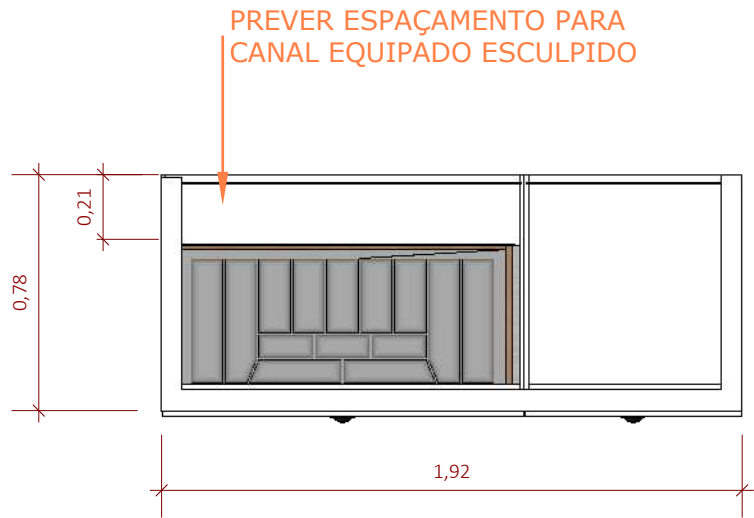 PREVER ESPAÇAMENTO PARA
CANAL EQUIPADO ESCULPIDO
0,21
0,78
1,92